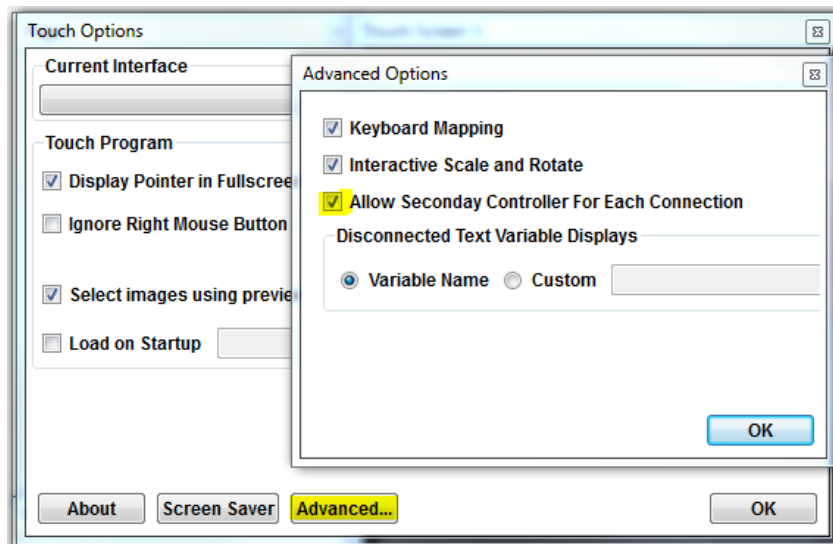 Touch Options
Current Interface
Touch Program
Display Pointer in Fullscree
Ignore Right Mouse Button
Select images using previe
Load on Startup
About
Screen Saver
Advanced...
OK
Advanced Options
Keyboard Mapping
Interactive Scale and Rotate
Allow Seconday Controller For Each Connection
Disconnected Text Variable Displays
Variable Name Custom
OK